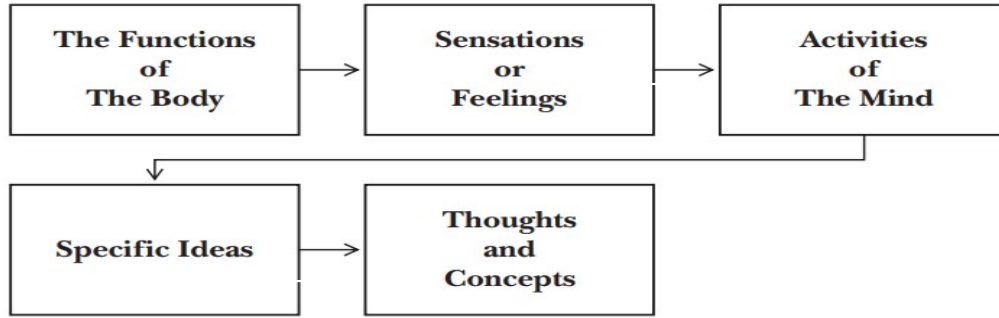 The Functions
of
The Body
Sensations
or
Feelings
Activities
of
The Mind
Specific Ideas
Thoughts
and
Concepts